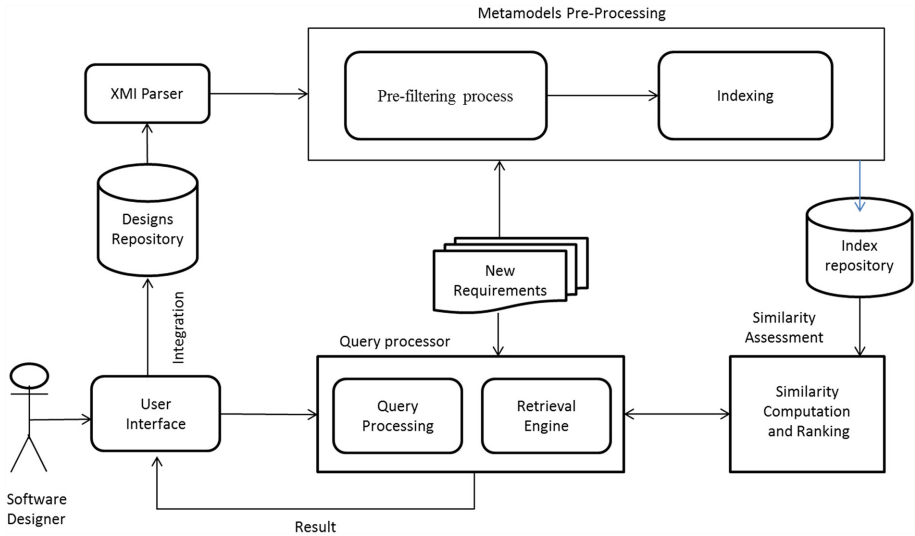 Metamodels Pre-Processing
XMI Parser
Pre-filtering process
Indexing
Designs
Repository
New
Requirements
Index
repository
Integration
Query processor
Similarity
Assessment
User
Interface
Query
Processing
Retrieval
Engine
Similarity
Computation
and Ranking
Software
Designer
Result